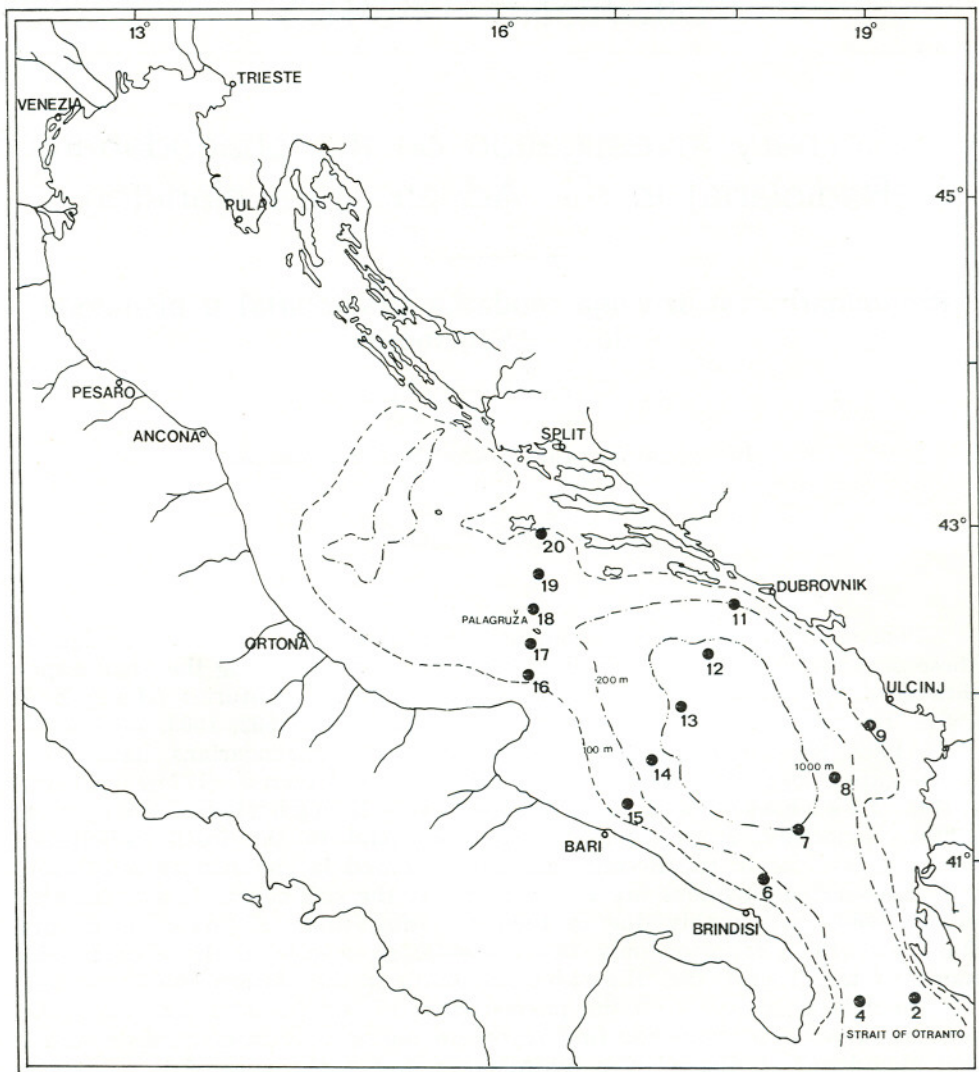 13°
16°
19°
TRIESTE
VENEZIA
PULA
45°
PESARO
ANCONA
SPLIT
43°
20
19
DUBROVNIK
PALAGRUŽA
18
11
ORTONA
17
12
16
200 m
ULCINJ
13
9
100 m
14
1000 m
8
15
BARI
7
41°
6
BRINDISI
4
2
STRAIT OF OTRANTO